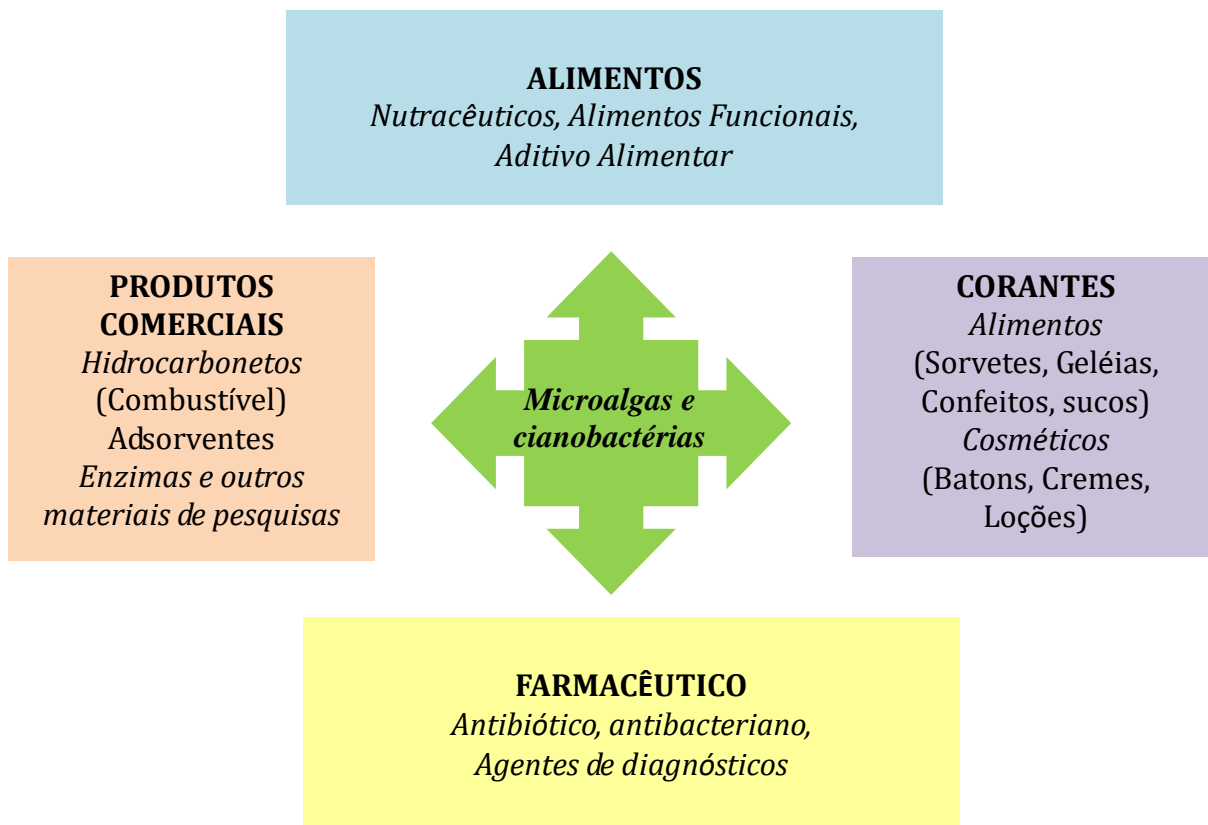 ALIMENTOS
Nutracêuticos, Alimentos Funcionais,
Aditivo Alimentar
PRODUTOS
COMERCIAIS
Hidrocarbonetos
(Combustível)
Adsorventes
Enzimas e outros
materiais de pesquisas
Microalgas e
cianobactérias
CORANTES
Alimentos
(Sorvetes, Geléias,
Confeitos, sucos)
Cosméticos
(Batons, Cremes,
Loções)
FARMACÊUTICO
Antibiótico, antibacteriano,
Agentes de diagnósticos